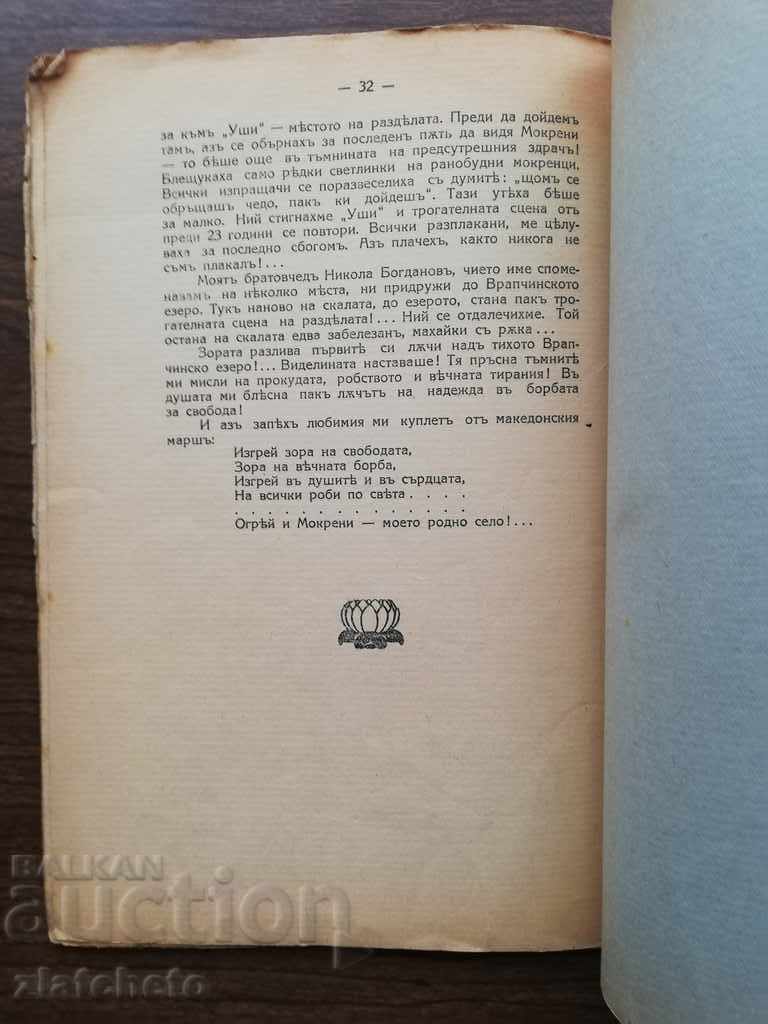 — 32 —
за къмъ „Уши“ — мѣстото на раздѣлата. Преди да дойдемъ
тамъ, азъ се обърнахъ за последенъ пѫть да видя Мокрени
— то бѣше още въ тъмнината на предсутрешния здрачъ!
Блещукаха само рѣдки светлинки на ранобудни мокренци.
Всички изпращачи се поразвеселиха съ думитѣ: „щомъ се
обръщашъ чедо, пакъ ки дойдешъ“. Тази утѣха бѣше
за малко. Ний стигнахме „Уши“ и трогателната сцена отъ
преди 23 години се повтори. Всички разплакани, ме цѣлу-
ваха за последно сбогомъ. Азъ плачехъ, както никога не
съмъ плакалъ!...
Моятъ братовчедъ Никола Богдановъ, чието име споме-
навамъ на нѣколко мѣста, ни придружи до Врапчинското
езеро. Тукъ наново на скалата, до езерото, стана пакъ тро-
гателната сцена на раздѣлата!... Ний се отдалечихме. Той
остана на скалата едва забелезанъ, махайки съ рѫка...
Зората разлива първитѣ си лѫчи надъ тихото Врап-
чинско езеро!... Виделината наставаше! Тя пръсна тъмнитѣ
ми мисли на прокудата, робството и вѣчната тирания! Въ
душата ми блѣсна пакъ лѫчътъ на надежда въ борбата
за свобода!
И азъ запѣхъ любимия ми куплетъ отъ македонския
маршъ:
Изгрей зора на свободата,
Зора на вѣчната борба,
Изгрей въ душитѣ и въ сърдцата,
На всички роби по свѣта . . . .
. . . . . . . . . . . . . .
Огрѣй и Мокрени — моето родно село!...
BALKAN
auction
zlatcheto